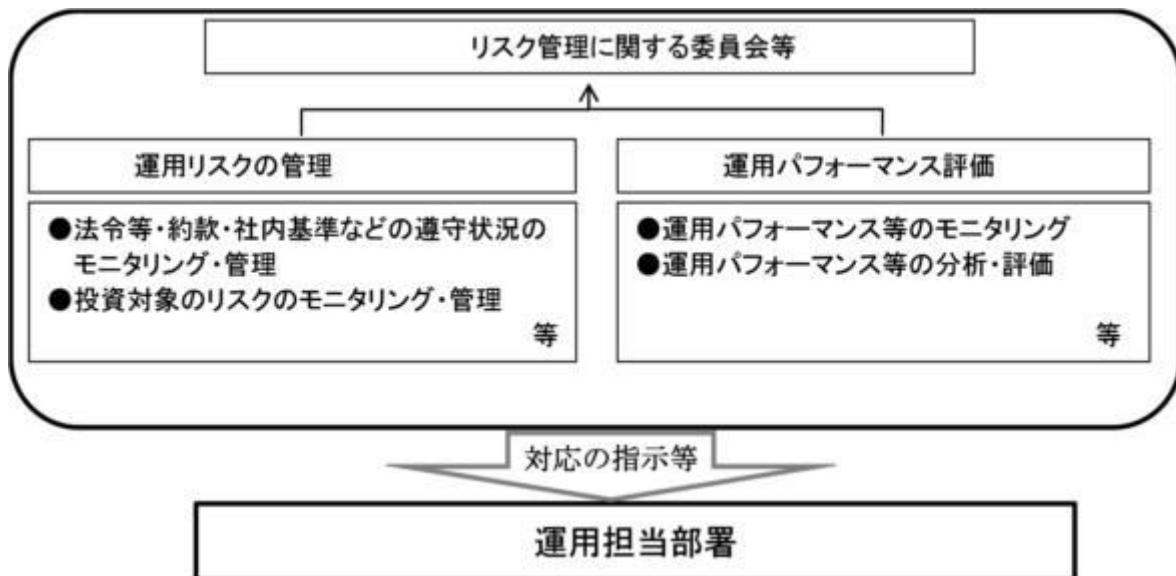 リスク管理に関する委員会等
運用リスクの管理
●法令等・約款・社内基準などの遵守状況の
モニタリング・管理
●投資対象のリスクのモニタリング・管理
等
運用パフォーマンス評価
●運用パフォーマンス等のモニタリング
●運用パフォーマンス等の分析・評価
等
対応の指示等
運用担当部署